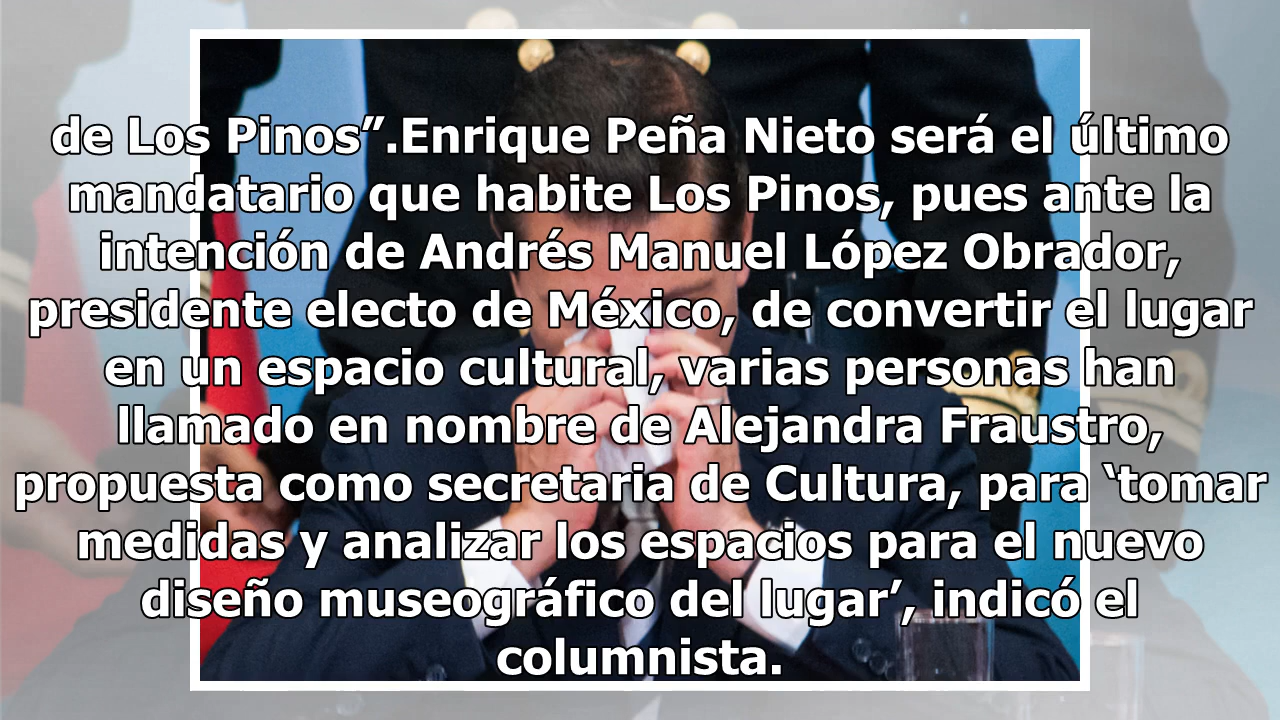 de Los Pinos”.Enrique Peña Nieto será el último
mandatario que habite Los Pinos, pues ante la
intención de Andrés Manuel López Obrador,
presidente electo de México, de convertir el lugar
en un espacio cultural, varias personas han
llamado en nombre de Alejandra Fraustro,
propuesta como secretaria de Cultura, para ‘tomar
medidas y analizar los espacios para el nuevo
diseño museográfico del lugar’, indicó el
columnista.